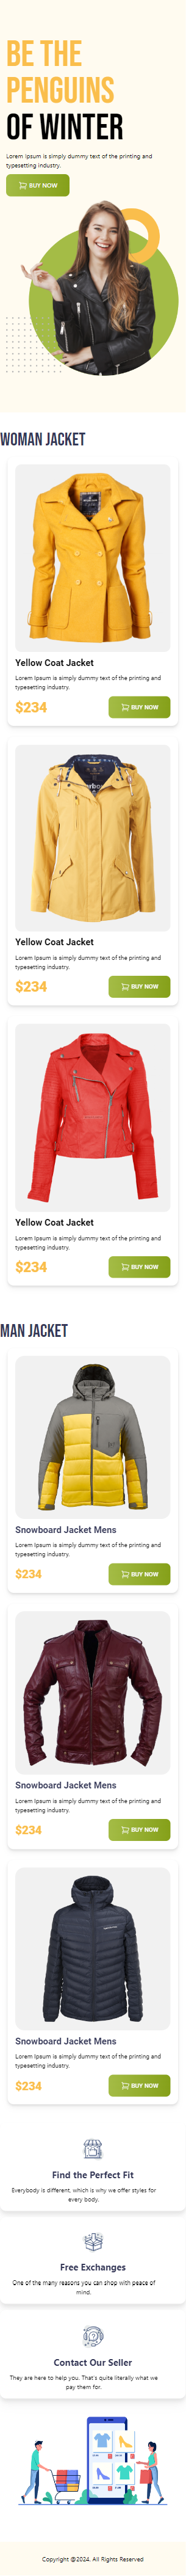 BE THE
PENGUINS
OF WINTER
Lorem Ipsum is simply dummy text of the printing and
typesetting industry.
BUY NOW
WOMAN JACKET
Yellow Coat Jacket
Lorem Ipsum is simply dummy text of the printing and
typesetting industry.
$234
BUY NOW
Yellow Coat Jacket
Lorem Ipsum is simply dummy text of the printing and
typesetting industry.
$234
BUY NOW
Yellow Coat Jacket
Lorem Ipsum is simply dummy text of the printing and
typesetting industry.
$234
BUY NOW
MAN JACKET
Snowboard Jacket Mens
Lorem Ipsum is simply dummy text of the printing and
typesetting industry.
$234
BUY NOW
Snowboard Jacket Mens
Lorem Ipsum is simply dummy text of the printing and
typesetting industry.
$234
BUY NOW
Snowboard Jacket Mens
Lorem Ipsum is simply dummy text of the printing and
typesetting industry.
$234
BUY NOW
Find the Perfect Fit
Everybody is different, which is why we offer styles for
every body.
Free Exchanges
One of the many reasons you can shop with peace of
mind.
Contact Our Seller
They are here to help you. That's quite literally what we
pay them for.
Copyright @2024. All Rights Reserved